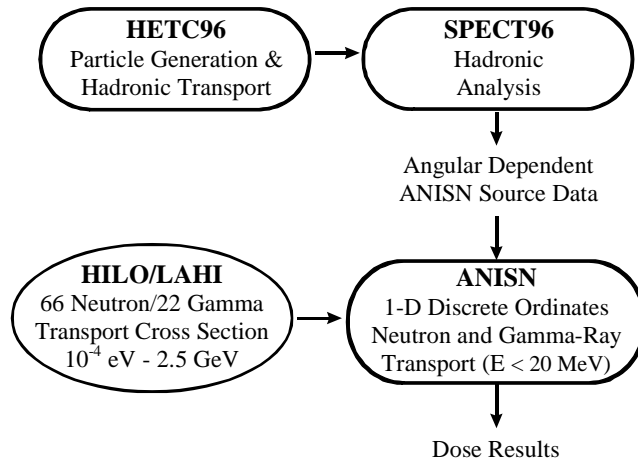 HETC96
Particle Generation &
Hadronic Transport
SPECT96
Hadronic
Analysis
Angular Dependent
ANISN Source Data
HILO/LAHI
66 Neutron/22 Gamma
Transport Cross Section
10⁻⁴ eV - 2.5 GeV
ANISN
1-D Discrete Ordinates
Neutron and Gamma-Ray
Transport (E < 20 MeV)
Dose Results